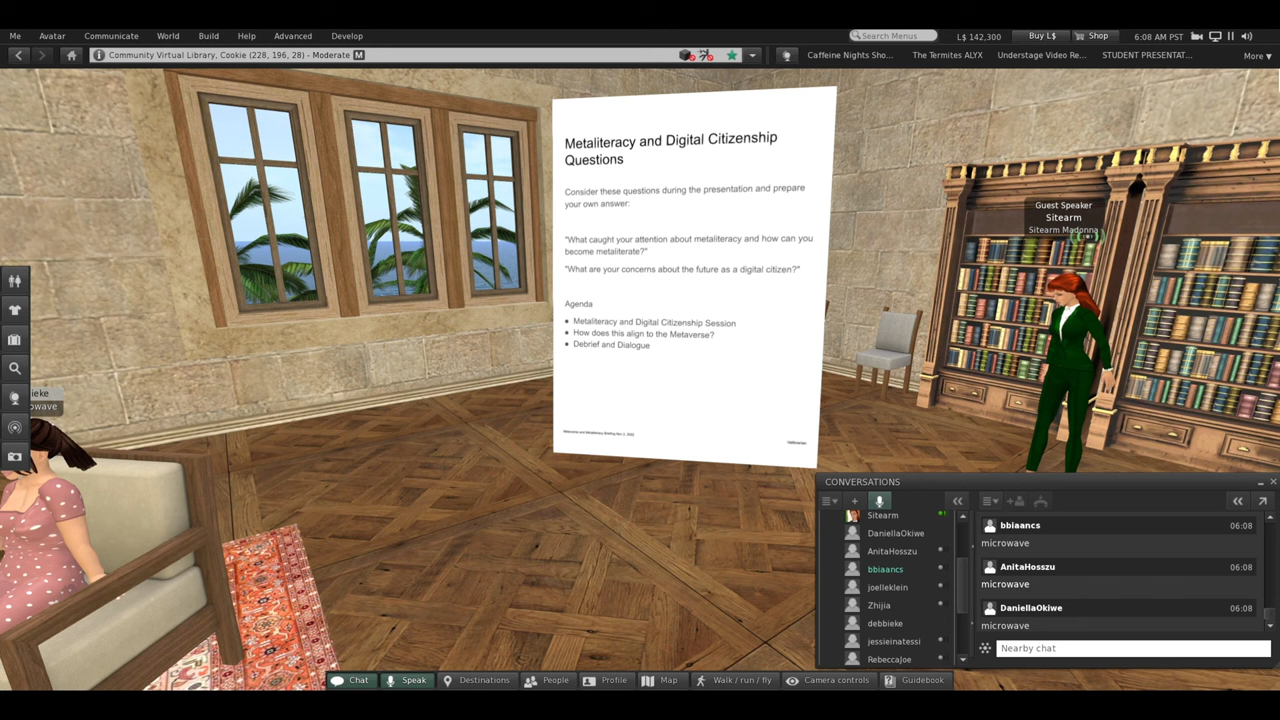 Me Avatar Communicate World Build Help Advanced Develop Search Menus L$ 142,300 Buy L$ Shop 6:08 AM PST
Community Virtual Library, Cookie (228, 196, 28) - Moderate M Caffeine Nights Sho... The Termites ALYX Understage Video Re... STUDENT PRESENTAT... More
Metaliteracy and Digital Citizenship
Questions
Consider these questions during the presentation and prepare
your own answer:
"What caught your attention about metaliteracy and how can you
become metaliterate?"
"What are your concerns about the future as a digital citizen?"
Agenda
• Metaliteracy and Digital Citizenship Session
• How does this align to the Metaverse?
• Debrief and Dialogue
Guest Speaker
Sitearm
Sitearm Madonna
ieke
owave
CONVERSATIONS
Sitearm
DaniellaOkiwe
AnitaHosszu
bbiaancs
joelleklein
Zhijia
debbieke
jessieinatessi
RebeccaJoe
bbiaancs 06:08
microwave
AnitaHosszu 06:08
microwave
DaniellaOkiwe 06:08
microwave
Nearby chat
Chat Speak Destinations People Profile Map Walk / run / fly Camera controls Guidebook